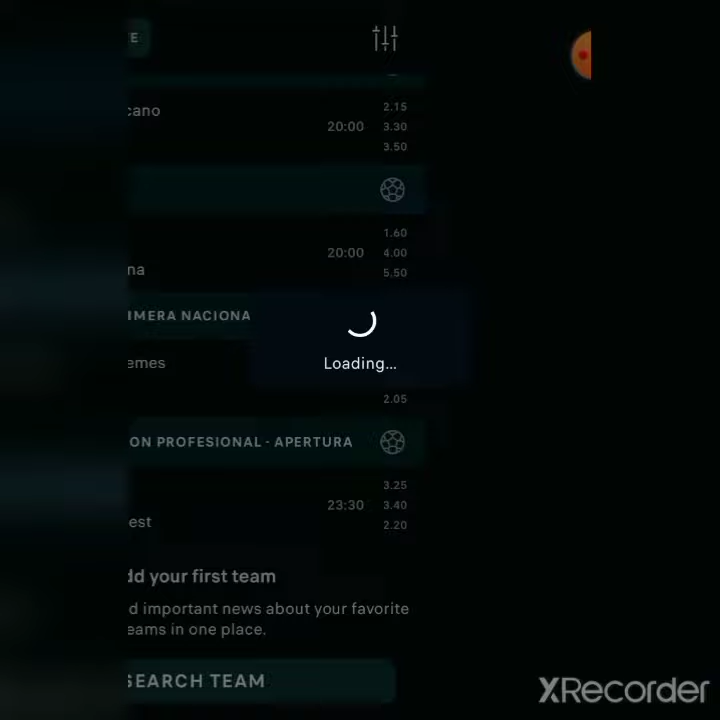 cano
2.15
20:00
3.30
3.50
1.60
20:00
4.00
na
5.50
IMERA NACIONA
Loading...
emes
2.05
ON PROFESIONAL - APERTURA
3.25
23:30
3.40
est
2.20
dd your first team
d important news about your favorite
eams in one place.
SEARCH TEAM
XRecorder